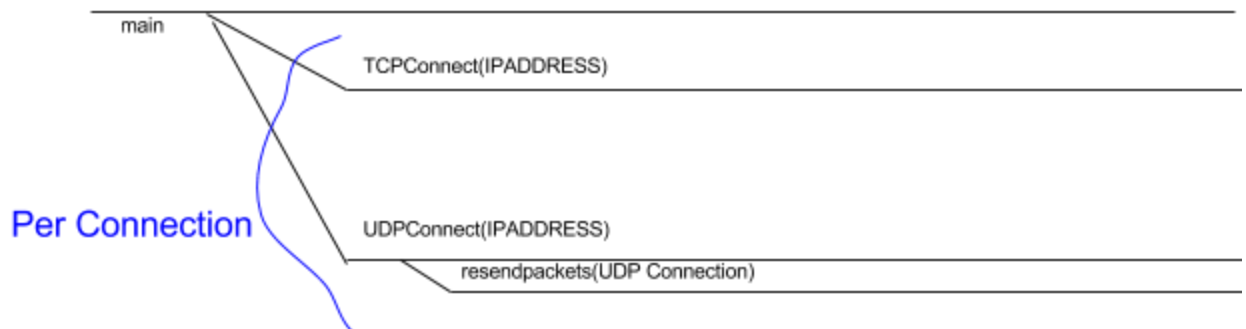 main
TCPConnect(IPADDRESS)
Per Connection
UDPConnect(IPADDRESS)
resendpackets(UDP Connection)